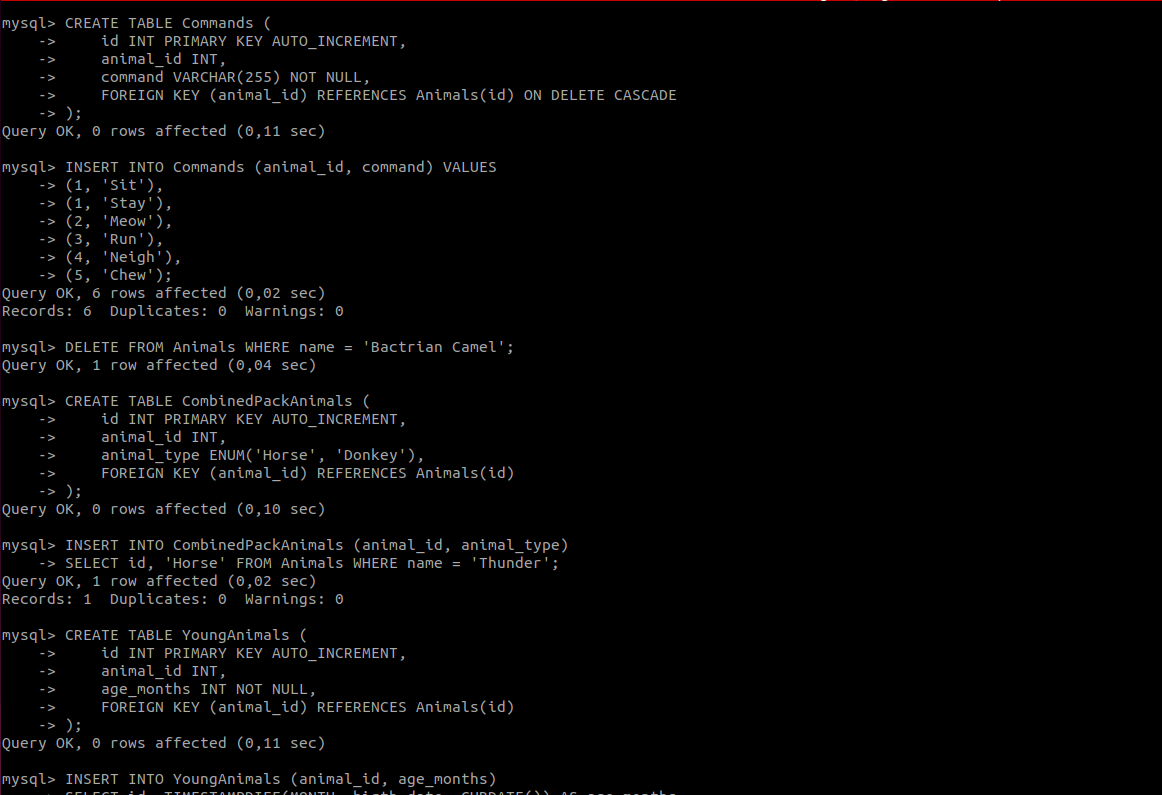 mysql> CREATE TABLE Commands (
    ->     id INT PRIMARY KEY AUTO_INCREMENT,
    ->     animal_id INT,
    ->     command VARCHAR(255) NOT NULL,
    ->     FOREIGN KEY (animal_id) REFERENCES Animals(id) ON DELETE CASCADE
    -> );
Query OK, 0 rows affected (0,11 sec)

mysql> INSERT INTO Commands (animal_id, command) VALUES
    -> (1, 'Sit'),
    -> (1, 'Stay'),
    -> (2, 'Meow'),
    -> (3, 'Run'),
    -> (4, 'Neigh'),
    -> (5, 'Chew');
Query OK, 6 rows affected (0,02 sec)
Records: 6  Duplicates: 0  Warnings: 0

mysql> DELETE FROM Animals WHERE name = 'Bactrian Camel';
Query OK, 1 row affected (0,04 sec)

mysql> CREATE TABLE CombinedPackAnimals (
    ->     id INT PRIMARY KEY AUTO_INCREMENT,
    ->     animal_id INT,
    ->     animal_type ENUM('Horse', 'Donkey'),
    ->     FOREIGN KEY (animal_id) REFERENCES Animals(id)
    -> );
Query OK, 0 rows affected (0,10 sec)

mysql> INSERT INTO CombinedPackAnimals (animal_id, animal_type)
    -> SELECT id, 'Horse' FROM Animals WHERE name = 'Thunder';
Query OK, 1 row affected (0,02 sec)
Records: 1  Duplicates: 0  Warnings: 0

mysql> CREATE TABLE YoungAnimals (
    ->     id INT PRIMARY KEY AUTO_INCREMENT,
    ->     animal_id INT,
    ->     age_months INT NOT NULL,
    ->     FOREIGN KEY (animal_id) REFERENCES Animals(id)
    -> );
Query OK, 0 rows affected (0,11 sec)

mysql> INSERT INTO YoungAnimals (animal_id, age_months)
    -> SELECT id, TIMESTAMPDIFF(MONTH, birth_date, CURDATE()) AS age_months